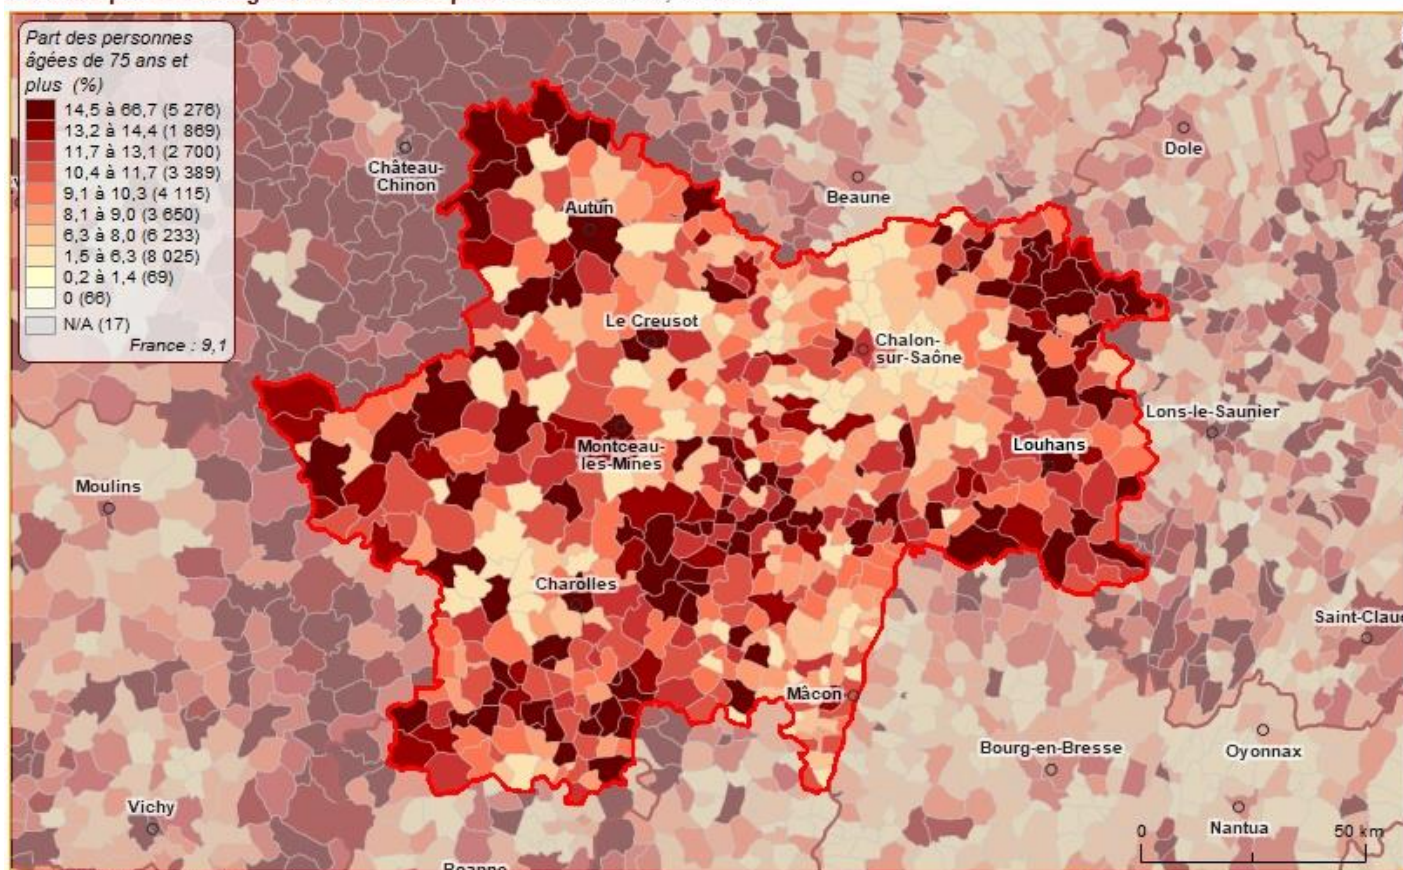 Part des personnes
âgées de 75 ans et
plus (%)
14,5 à 66,7 (5 276)
13,2 à 14,4 (1 869)
11,7 à 13,1 (2 700)
10,4 à 11,7 (3 389)
9,1 à 10,3 (4 115)
8,1 à 9,0 (3 650)
6,3 à 8,0 (6 233)
1,5 à 6,3 (8 025)
0,2 à 1,4 (69)
0 (66)
N/A (17)
France : 9,1
Château-
Chinon
Dole
Beaune
Autun
Le Creusot
Chalon-
sur-Saône
Lons-le-Saunier
Louhans
Montceau-
les-Mines
Moulins
Charolles
Saint-Claud
Mâcon
Bourg-en-Bresse
Oyonnax
Vichy
Nantua
0 50 km
Roanne